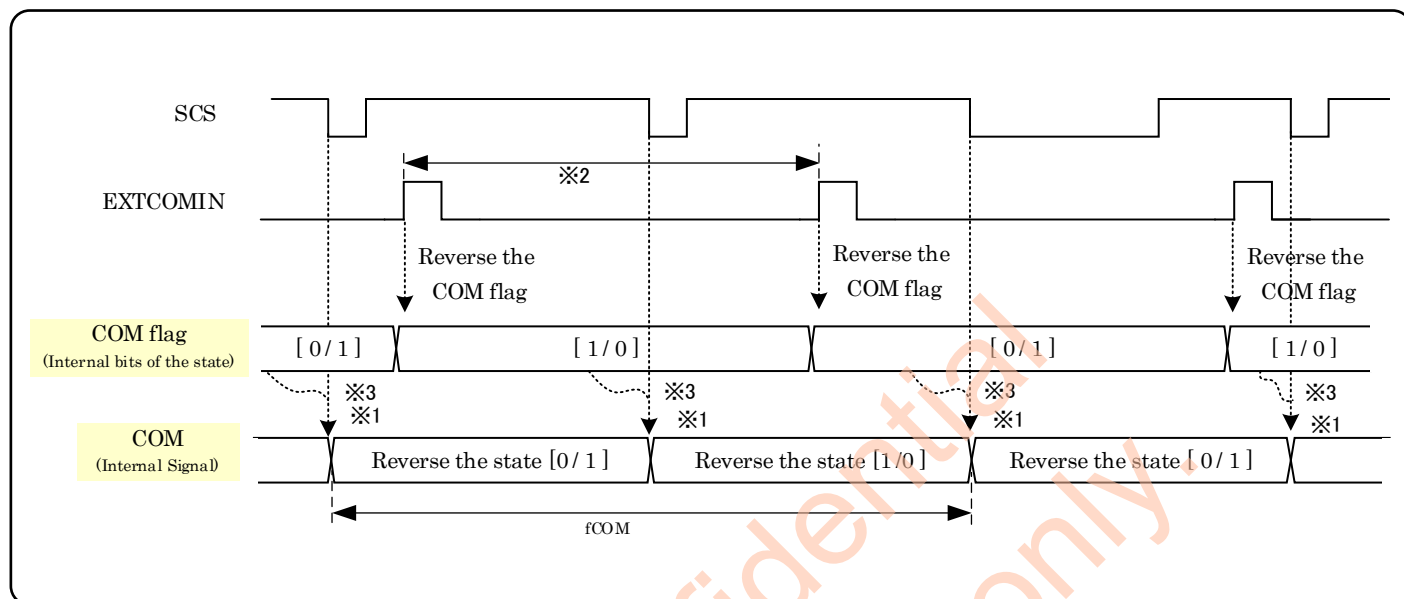 SCS
※2
EXTCOMIN
Reverse the
COM flag
Reverse the
COM flag
Reverse the
COM flag
COM flag
(Internal bits of the state)
[ 0 / 1 ]
[ 1 / 0 ]
[ 0 / 1 ]
[ 1 / 0 ]
※3
※1
※3
※1
※3
※1
※3
※1
COM
(Internal Signal)
Reverse the state [0 / 1 ]
Reverse the state [1 /0 ]
Reverse the state [ 0 / 1 ]
fCOM
fidential
only.